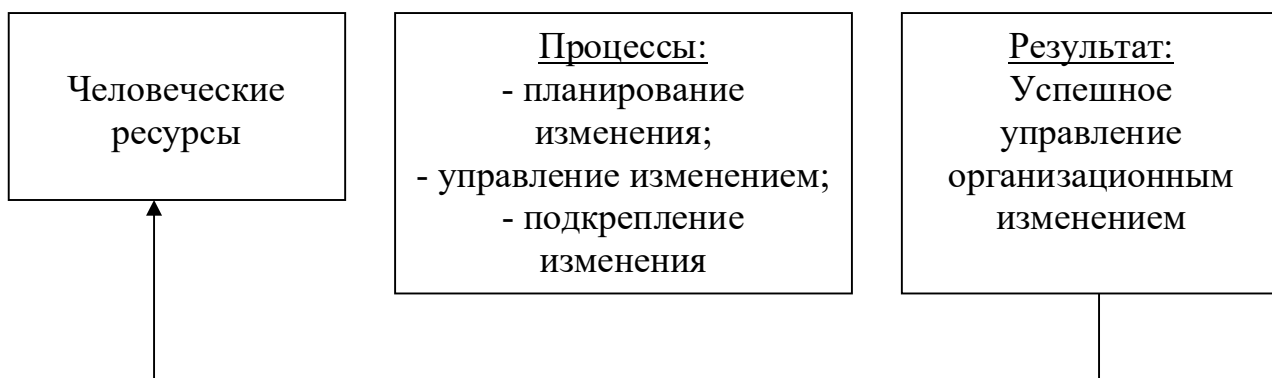 Человеческие
ресурсы
Процессы:
- планирование
изменения;
- управление изменением;
- подкрепление
изменения
Результат:
Успешное
управление
организационным
изменением